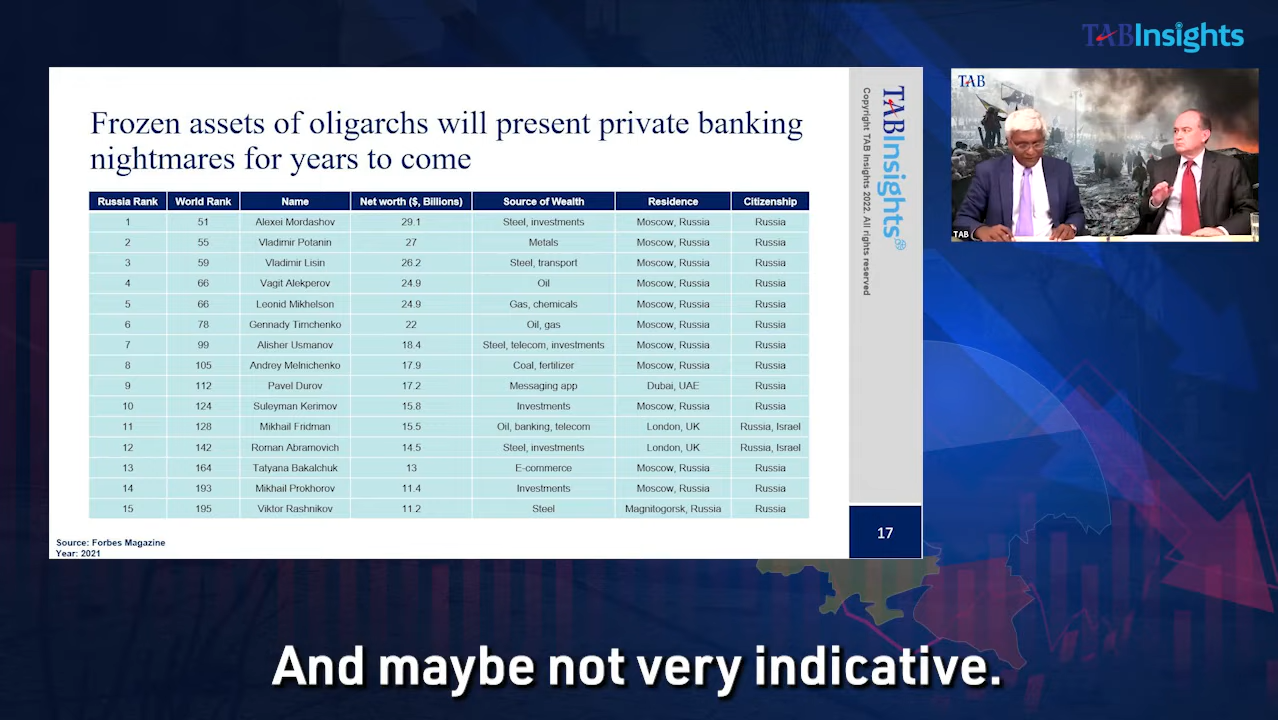 TABInsights
Frozen assets of oligarchs will present private banking
nightmares for years to come
Russia Rank World Rank Name Net worth ($, Billions) Source of Wealth Residence Citizenship
1 51 Alexei Mordashov 29.1 Steel, investments Moscow, Russia Russia
2 55 Vladimir Potanin 27 Metals Moscow, Russia Russia
3 59 Vladimir Lisin 26.2 Steel, transport Moscow, Russia Russia
4 66 Vagit Alekperov 24.9 Oil Moscow, Russia Russia
5 66 Leonid Mikhelson 24.9 Gas, chemicals Moscow, Russia Russia
6 78 Gennady Timchenko 22 Oil, gas Moscow, Russia Russia
7 99 Alisher Usmanov 18.4 Steel, telecom, investments Moscow, Russia Russia
8 105 Andrey Melnichenko 17.9 Coal, fertilizer Moscow, Russia Russia
9 112 Pavel Durov 17.2 Messaging app Dubai, UAE Russia
10 124 Suleyman Kerimov 15.8 Investments Moscow, Russia Russia
11 128 Mikhail Fridman 15.5 Oil, banking, telecom London, UK Russia, Israel
12 142 Roman Abramovich 14.5 Steel, investments London, UK Russia, Israel
13 164 Tatyana Bakalchuk 13 E-commerce Moscow, Russia Russia
14 193 Mikhail Prokhorov 11.4 Investments Moscow, Russia Russia
15 195 Viktor Rashnikov 11.2 Steel Magnitogorsk, Russia Russia
Source: Forbes Magazine
Year: 2021
TABInsights
Copyright TAB Insights 2022. All rights reserved
17
TAB
TAB
And maybe not very indicative.